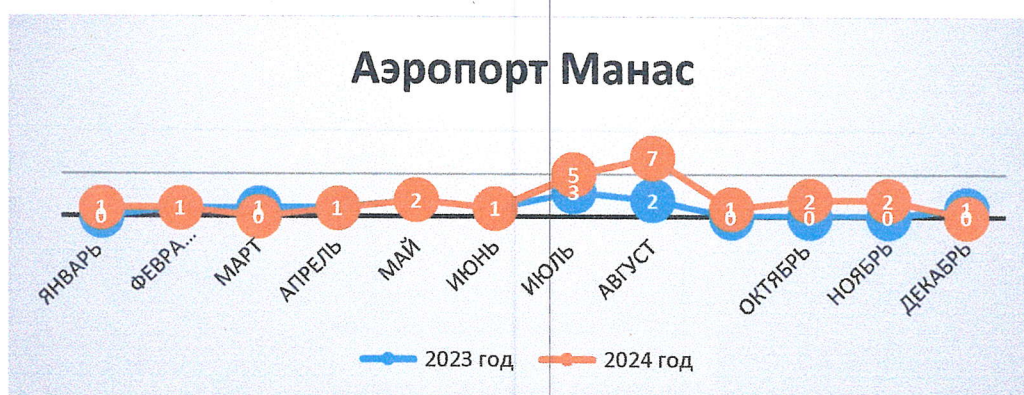 Аэропорт Манас
7
5
3
2
1 1 1 1 2 1 1 2 2 1
0 0 0 0 0 0
ЯНВАРЬ ФЕВРА... МАРТ АПРЕЛЬ МАЙ ИЮНЬ ИЮЛЬ АВГУСТ ОКТЯБРЬ НОЯБРЬ ДЕКАБРЬ
2023 год 2024 год